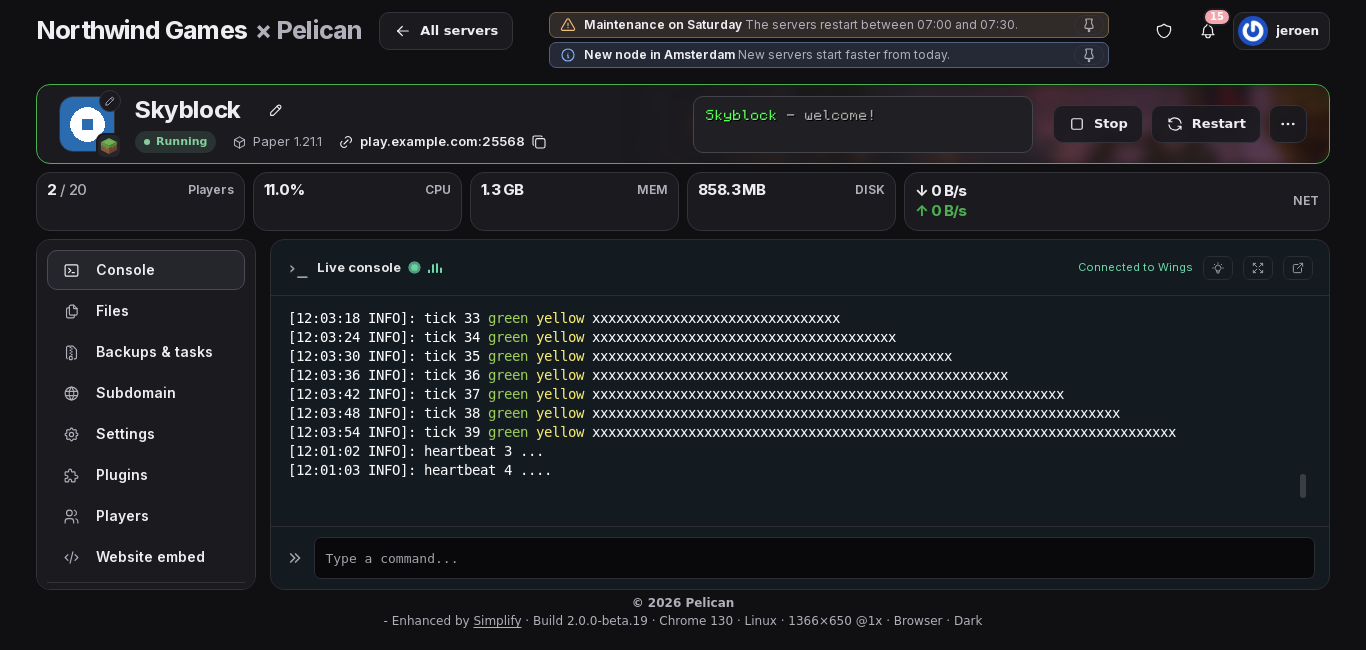 Northwind Games × Pelican
All servers
Maintenance on Saturday The servers restart between 07:00 and 07:30.
New node in Amsterdam New servers start faster from today.
15
jeroen
Skyblock
Running
Paper 1.21.1
play.example.com:25568
Skyblock — welcome!
Stop
Restart
2 / 20 Players
11.0% CPU
1.3 GB MEM
858.3 MB DISK
↓ 0 B/s
↑ 0 B/s
NET
Console
Files
Backups & tasks
Subdomain
Settings
Plugins
Players
Website embed
Live console
Connected to Wings
[12:03:18 INFO]: tick 33 green yellow xxxxxxxxxxxxxxxxxxxxxxxxxxxxxxx
[12:03:24 INFO]: tick 34 green yellow xxxxxxxxxxxxxxxxxxxxxxxxxxxxxxxxxxxxxx
[12:03:30 INFO]: tick 35 green yellow xxxxxxxxxxxxxxxxxxxxxxxxxxxxxxxxxxxxxxxxxxxxx
[12:03:36 INFO]: tick 36 green yellow xxxxxxxxxxxxxxxxxxxxxxxxxxxxxxxxxxxxxxxxxxxxxxxxxxxx
[12:03:42 INFO]: tick 37 green yellow xxxxxxxxxxxxxxxxxxxxxxxxxxxxxxxxxxxxxxxxxxxxxxxxxxxxxxxxxxx
[12:03:48 INFO]: tick 38 green yellow xxxxxxxxxxxxxxxxxxxxxxxxxxxxxxxxxxxxxxxxxxxxxxxxxxxxxxxxxxxxxxxxxx
[12:03:54 INFO]: tick 39 green yellow xxxxxxxxxxxxxxxxxxxxxxxxxxxxxxxxxxxxxxxxxxxxxxxxxxxxxxxxxxxxxxxxxxxxxxxxx
[12:01:02 INFO]: heartbeat 3 ...
[12:01:03 INFO]: heartbeat 4 ....
Type a command...
© 2026 Pelican
- Enhanced by Simplify · Build 2.0.0-beta.19 · Chrome 130 · Linux · 1366×650 @1x · Browser · Dark